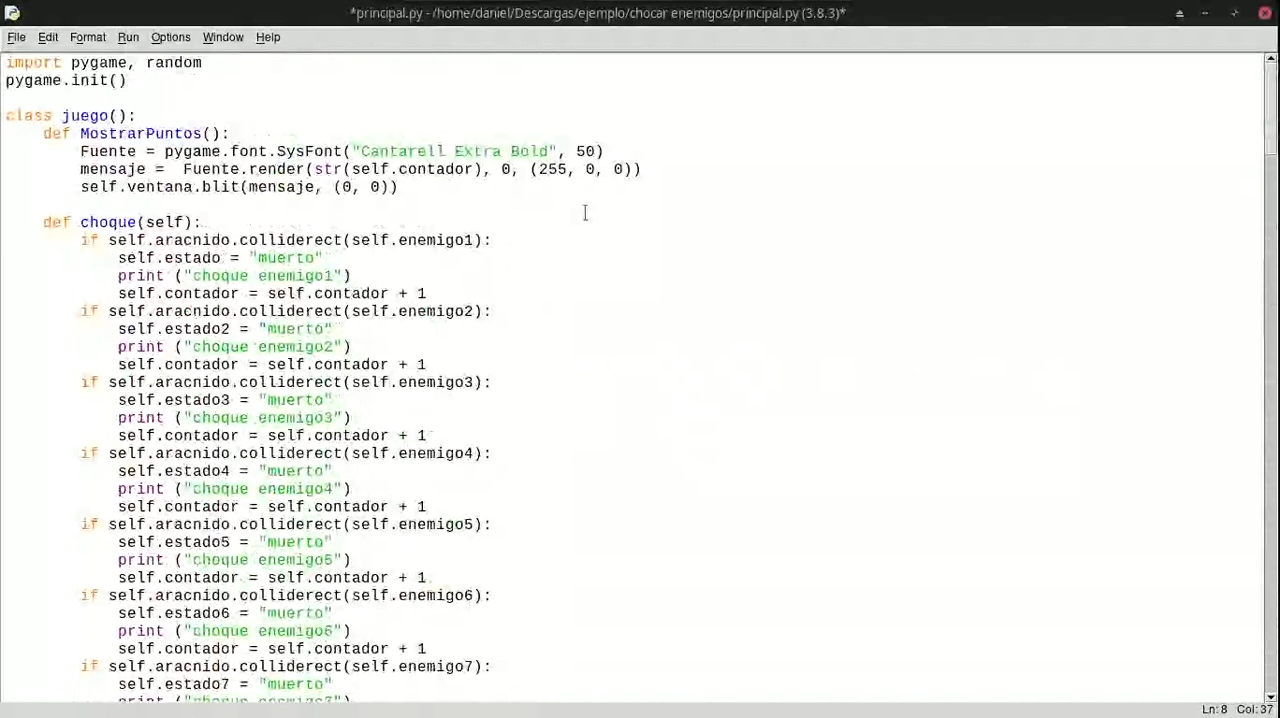 *principal.py - /home/daniel/Descargas/ejemplo/chocar enemigos/principal.py (3.8.3)*
File Edit Format Run Options Window Help
import pygame, random
pygame.init()
class juego():
    def MostrarPuntos():
        Fuente = pygame.font.SysFont("Cantarell Extra Bold", 50)
        mensaje =  Fuente.render(str(self.contador), 0, (255, 0, 0))
        self.ventana.blit(mensaje, (0, 0))
    def choque(self):
        if self.aracnido.colliderect(self.enemigo1):
            self.estado = "muerto"
            print ("choque enemigo1")
            self.contador = self.contador + 1
        if self.aracnido.colliderect(self.enemigo2):
            self.estado2 = "muerto"
            print ("choque enemigo2")
            self.contador = self.contador + 1
        if self.aracnido.colliderect(self.enemigo3):
            self.estado3 = "muerto"
            print ("choque enemigo3")
            self.contador = self.contador + 1
        if self.aracnido.colliderect(self.enemigo4):
            self.estado4 = "muerto"
            print ("choque enemigo4")
            self.contador = self.contador + 1
        if self.aracnido.colliderect(self.enemigo5):
            self.estado5 = "muerto"
            print ("choque enemigo5")
            self.contador = self.contador + 1
        if self.aracnido.colliderect(self.enemigo6):
            self.estado6 = "muerto"
            print ("choque enemigo6")
            self.contador = self.contador + 1
        if self.aracnido.colliderect(self.enemigo7):
            self.estado7 = "muerto"
            print ("choque enemigo7")
Ln: 8 Col: 37